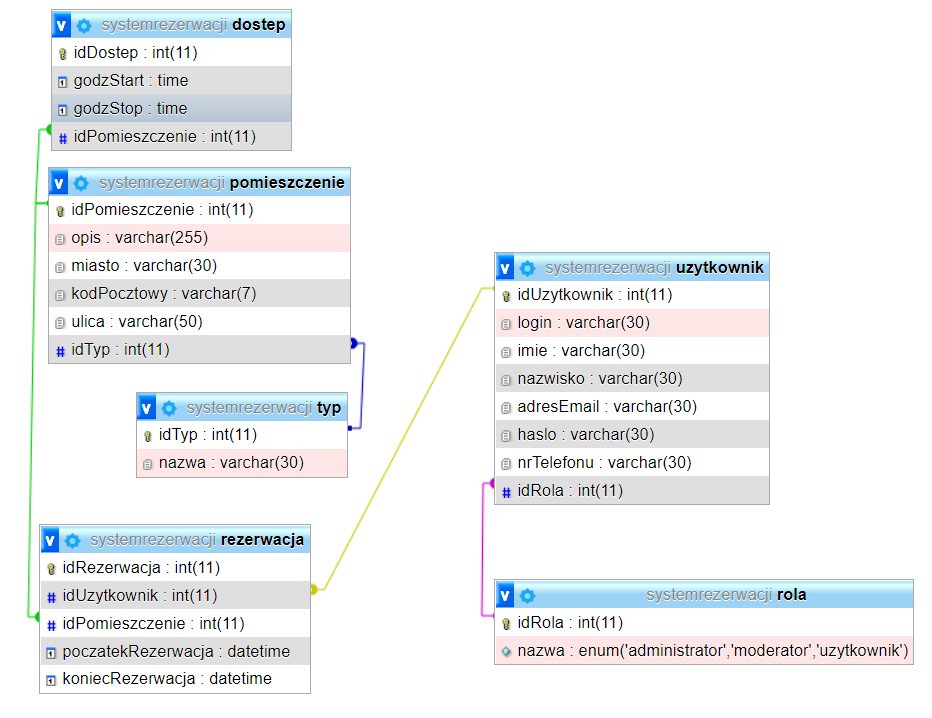 v systemrezerwacji dostep
idDostep : int(11)
godzStart : time
godzStop : time
# idPomieszczenie : int(11)
v systemrezerwacji pomieszczenie
idPomieszczenie : int(11)
opis : varchar(255)
miasto : varchar(30)
kodPocztowy : varchar(7)
ulica : varchar(50)
# idTyp : int(11)
v systemrezerwacji typ
idTyp : int(11)
nazwa : varchar(30)
v systemrezerwacji rezerwacja
idRezerwacja : int(11)
# idUzytkownik : int(11)
# idPomieszczenie : int(11)
poczatekRezerwacja : datetime
koniecRezerwacja : datetime
v systemrezerwacji uzytkownik
idUzytkownik : int(11)
login : varchar(30)
imie : varchar(30)
nazwisko : varchar(30)
adresEmail : varchar(30)
haslo : varchar(30)
nrTelefonu : varchar(30)
# idRola : int(11)
v systemrezerwacji rola
idRola : int(11)
nazwa : enum('administrator','moderator','uzytkownik')